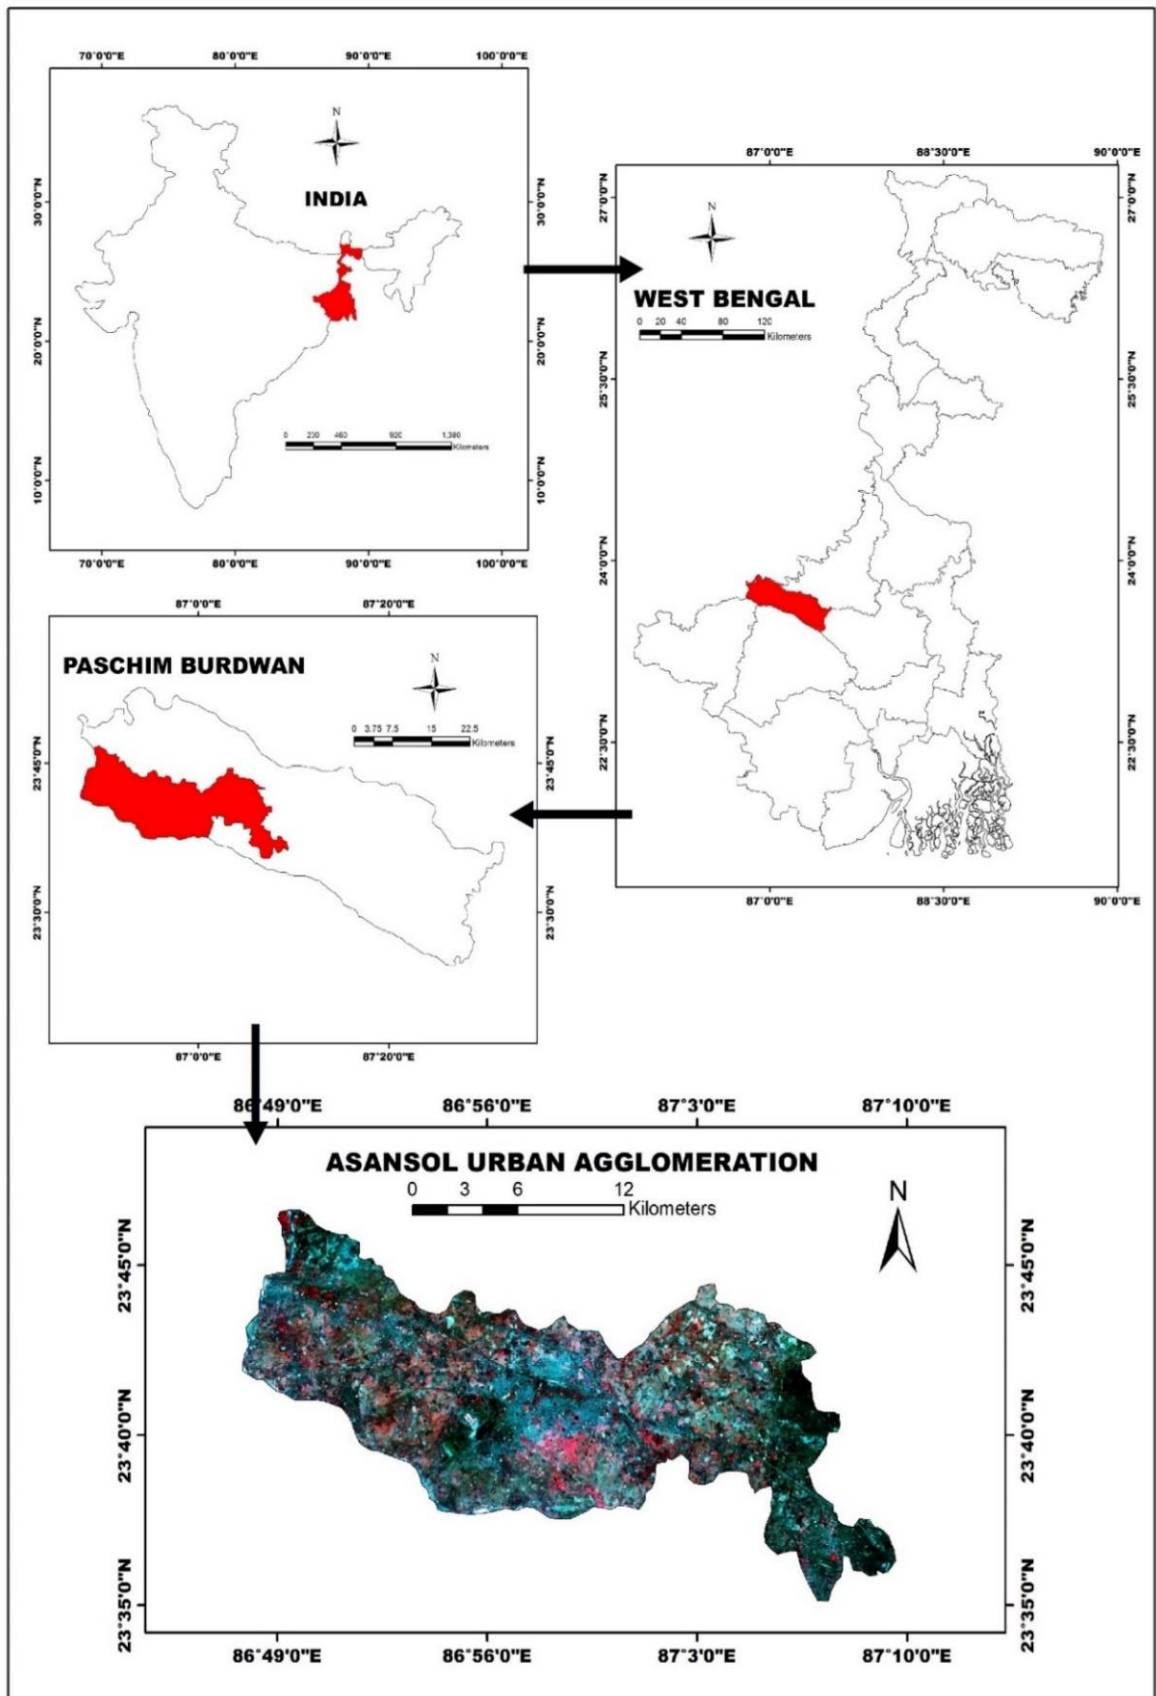 70°0'0"E 80°0'0"E 90°0'0"E 100°0'0"E
N
INDIA
30°0'0"N
20°0'0"N
10°0'0"N
30°0'0"N
20°0'0"N
10°0'0"N
0 230 460 920 1,380
Kilometers
70°0'0"E 80°0'0"E 90°0'0"E 100°0'0"E
87°0'0"E 88°30'0"E 90°0'0"E
N
WEST BENGAL
0 20 40 80 120
Kilometers
27°0'0"N
25°30'0"N
24°0'0"N
22°30'0"N
27°0'0"N
25°30'0"N
24°0'0"N
22°30'0"N
87°0'0"E 88°30'0"E 90°0'0"E
87°0'0"E 87°20'0"E
PASCHIM BURDWAN
N
0 3.75 7.5 15 22.5
Kilometers
23°45'0"N
23°30'0"N
23°45'0"N
23°30'0"N
87°0'0"E 87°20'0"E
86°49'0"E 86°56'0"E 87°3'0"E 87°10'0"E
ASANSOL URBAN AGGLOMERATION
0 3 6 12
Kilometers
N
23°45'0"N
23°40'0"N
23°35'0"N
23°45'0"N
23°40'0"N
23°35'0"N
86°49'0"E 86°56'0"E 87°3'0"E 87°10'0"E